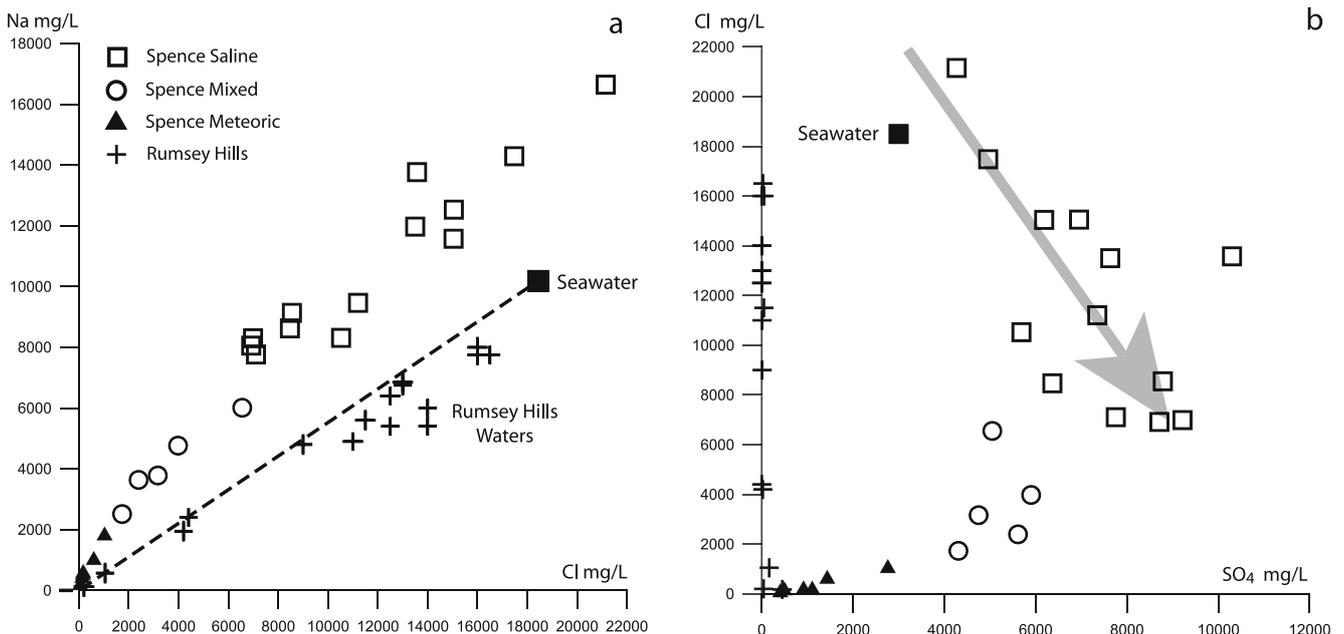 Na mg/L
a
18000
16000
14000
12000
10000
8000
6000
4000
2000
0
Spence Saline
Spence Mixed
Spence Meteoric
Rumsey Hills
Seawater
Rumsey Hills
Waters
Cl mg/L
0 2000 4000 6000 8000 10000 12000 14000 16000 18000 20000 22000
Cl mg/L
b
22000
20000
18000
16000
14000
12000
10000
8000
6000
4000
2000
0
Seawater
SO4 mg/L
0 2000 4000 6000 8000 10000 12000